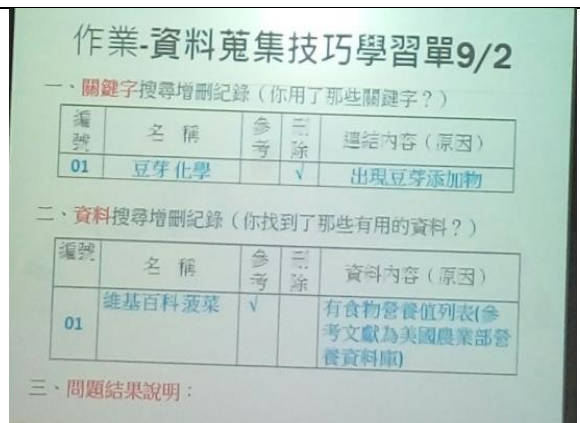 作業-資料蒐集技巧學習單9/2
一、關鍵字搜尋增刪紀錄（你用了那些關鍵字？）
編號 名 稱 參考 刪除 連結內容（原因）
01 豆芽 化學 √ 出現豆芽添加物
二、資料搜尋增刪紀錄（你找到了那些有用的資料？）
編號 名 稱 參考 刪除 資料內容（原因）
01 維基百科 菠菜 √ 有食物營養值列表(參
考文獻為美國農業部營
養資料庫)
三、問題結果說明：